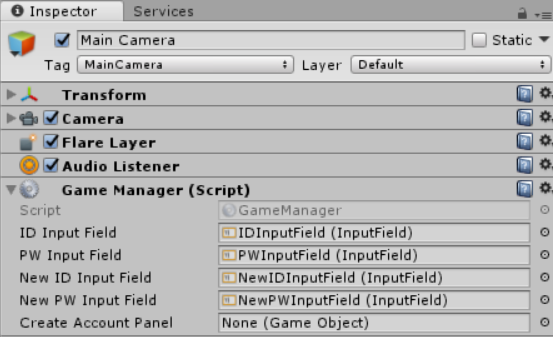 Inspector Services
Main Camera Static
Tag MainCamera Layer Default
Transform
Camera
Flare Layer
Audio Listener
Game Manager (Script)
Script GameManager
ID Input Field IDInputField (InputField)
PW Input Field PWInputField (InputField)
New ID Input Field NewIDInputField (InputField)
New PW Input Field NewPWInputField (InputField)
Create Account Panel None (Game Object)